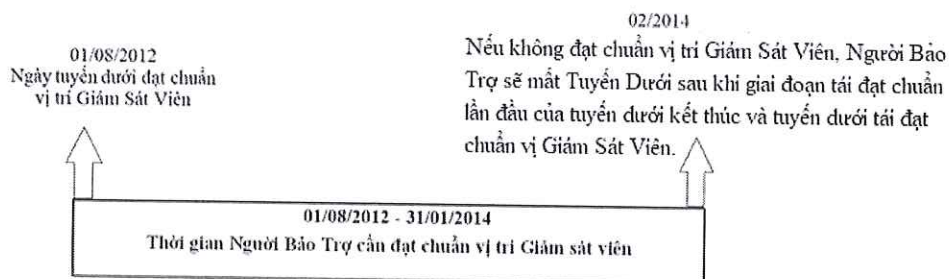 01/08/2012
Ngày tuyến dưới đạt chuẩn
vị trí Giám Sát Viên
02/2014
Nếu không đạt chuẩn vị trí Giám Sát Viên, Người Bảo
Trợ sẽ mất Tuyến Dưới sau khi giai đoạn tái đạt chuẩn
lần đầu của tuyến dưới kết thúc và tuyến dưới tái đạt
chuẩn vị Giám Sát Viên.
01/08/2012 - 31/01/2014
Thời gian Người Bảo Trợ cần đạt chuẩn vị trí Giám sát viên